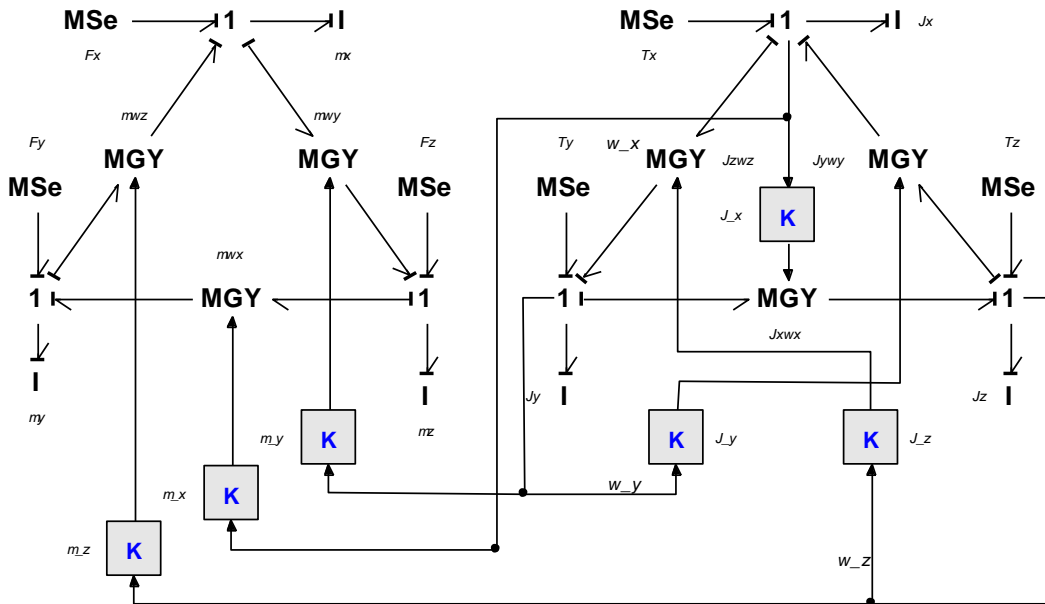 MSe 1 I MSe 1 I Jx
Fx mx Tx
mwz mwy
Fy Fz Ty w_x Jzwz Jywy Tz
MGY MGY MGY MGY
MSe MSe MSe MSe
J_x K
mwx
1 MGY 1 1 MGY 1
Jxwx
I I Jy I Jz I
my mz
m_y K K J_y K J_z
m_x K w_y
m_z K w_z